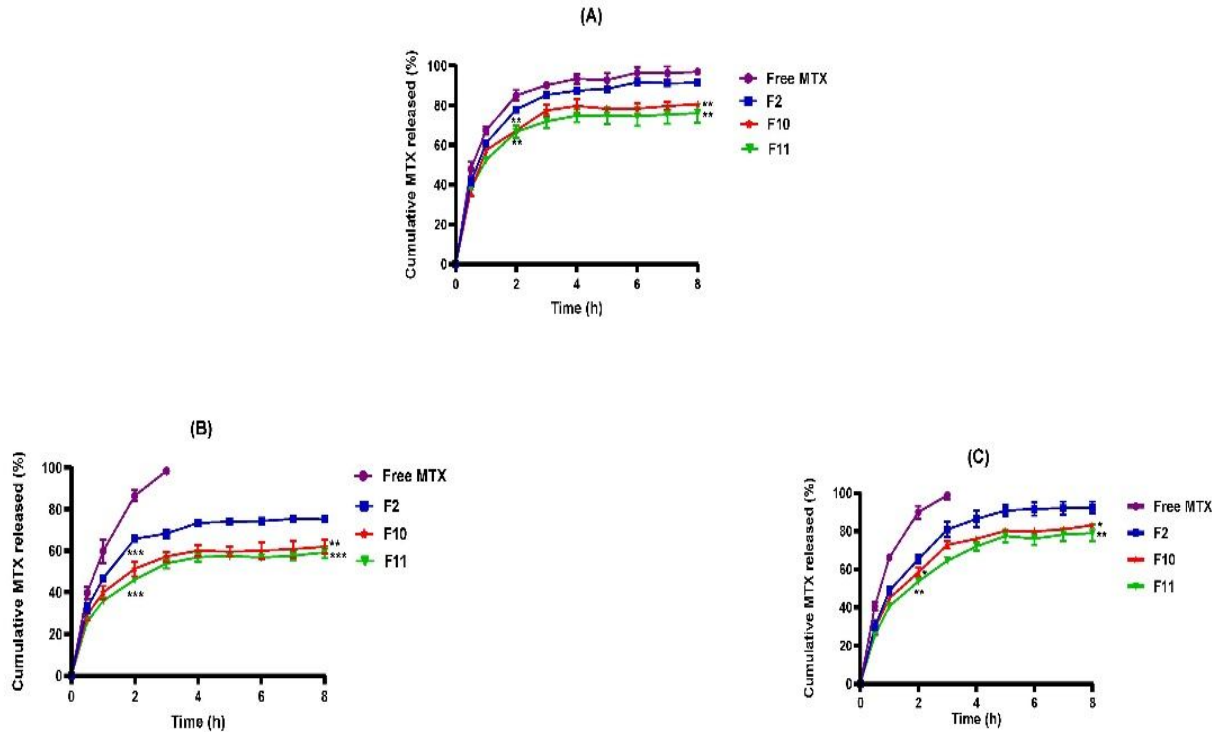 (A)
Cumulative MTX released (%)
100
80
60
40
20
0
0 2 4 6 8
Time (h)
**
**
**
**
Free MTX
F2
F10
F11
(B)
Cumulative MTX released (%)
100
80
60
40
20
0
0 2 4 6 8
Time (h)
***
***
**
***
Free MTX
F2
F10
F11
(C)
Cumulative MTX released (%)
100
80
60
40
20
0
0 2 4 6 8
Time (h)
*
**
*
**
Free MTX
F2
F10
F11